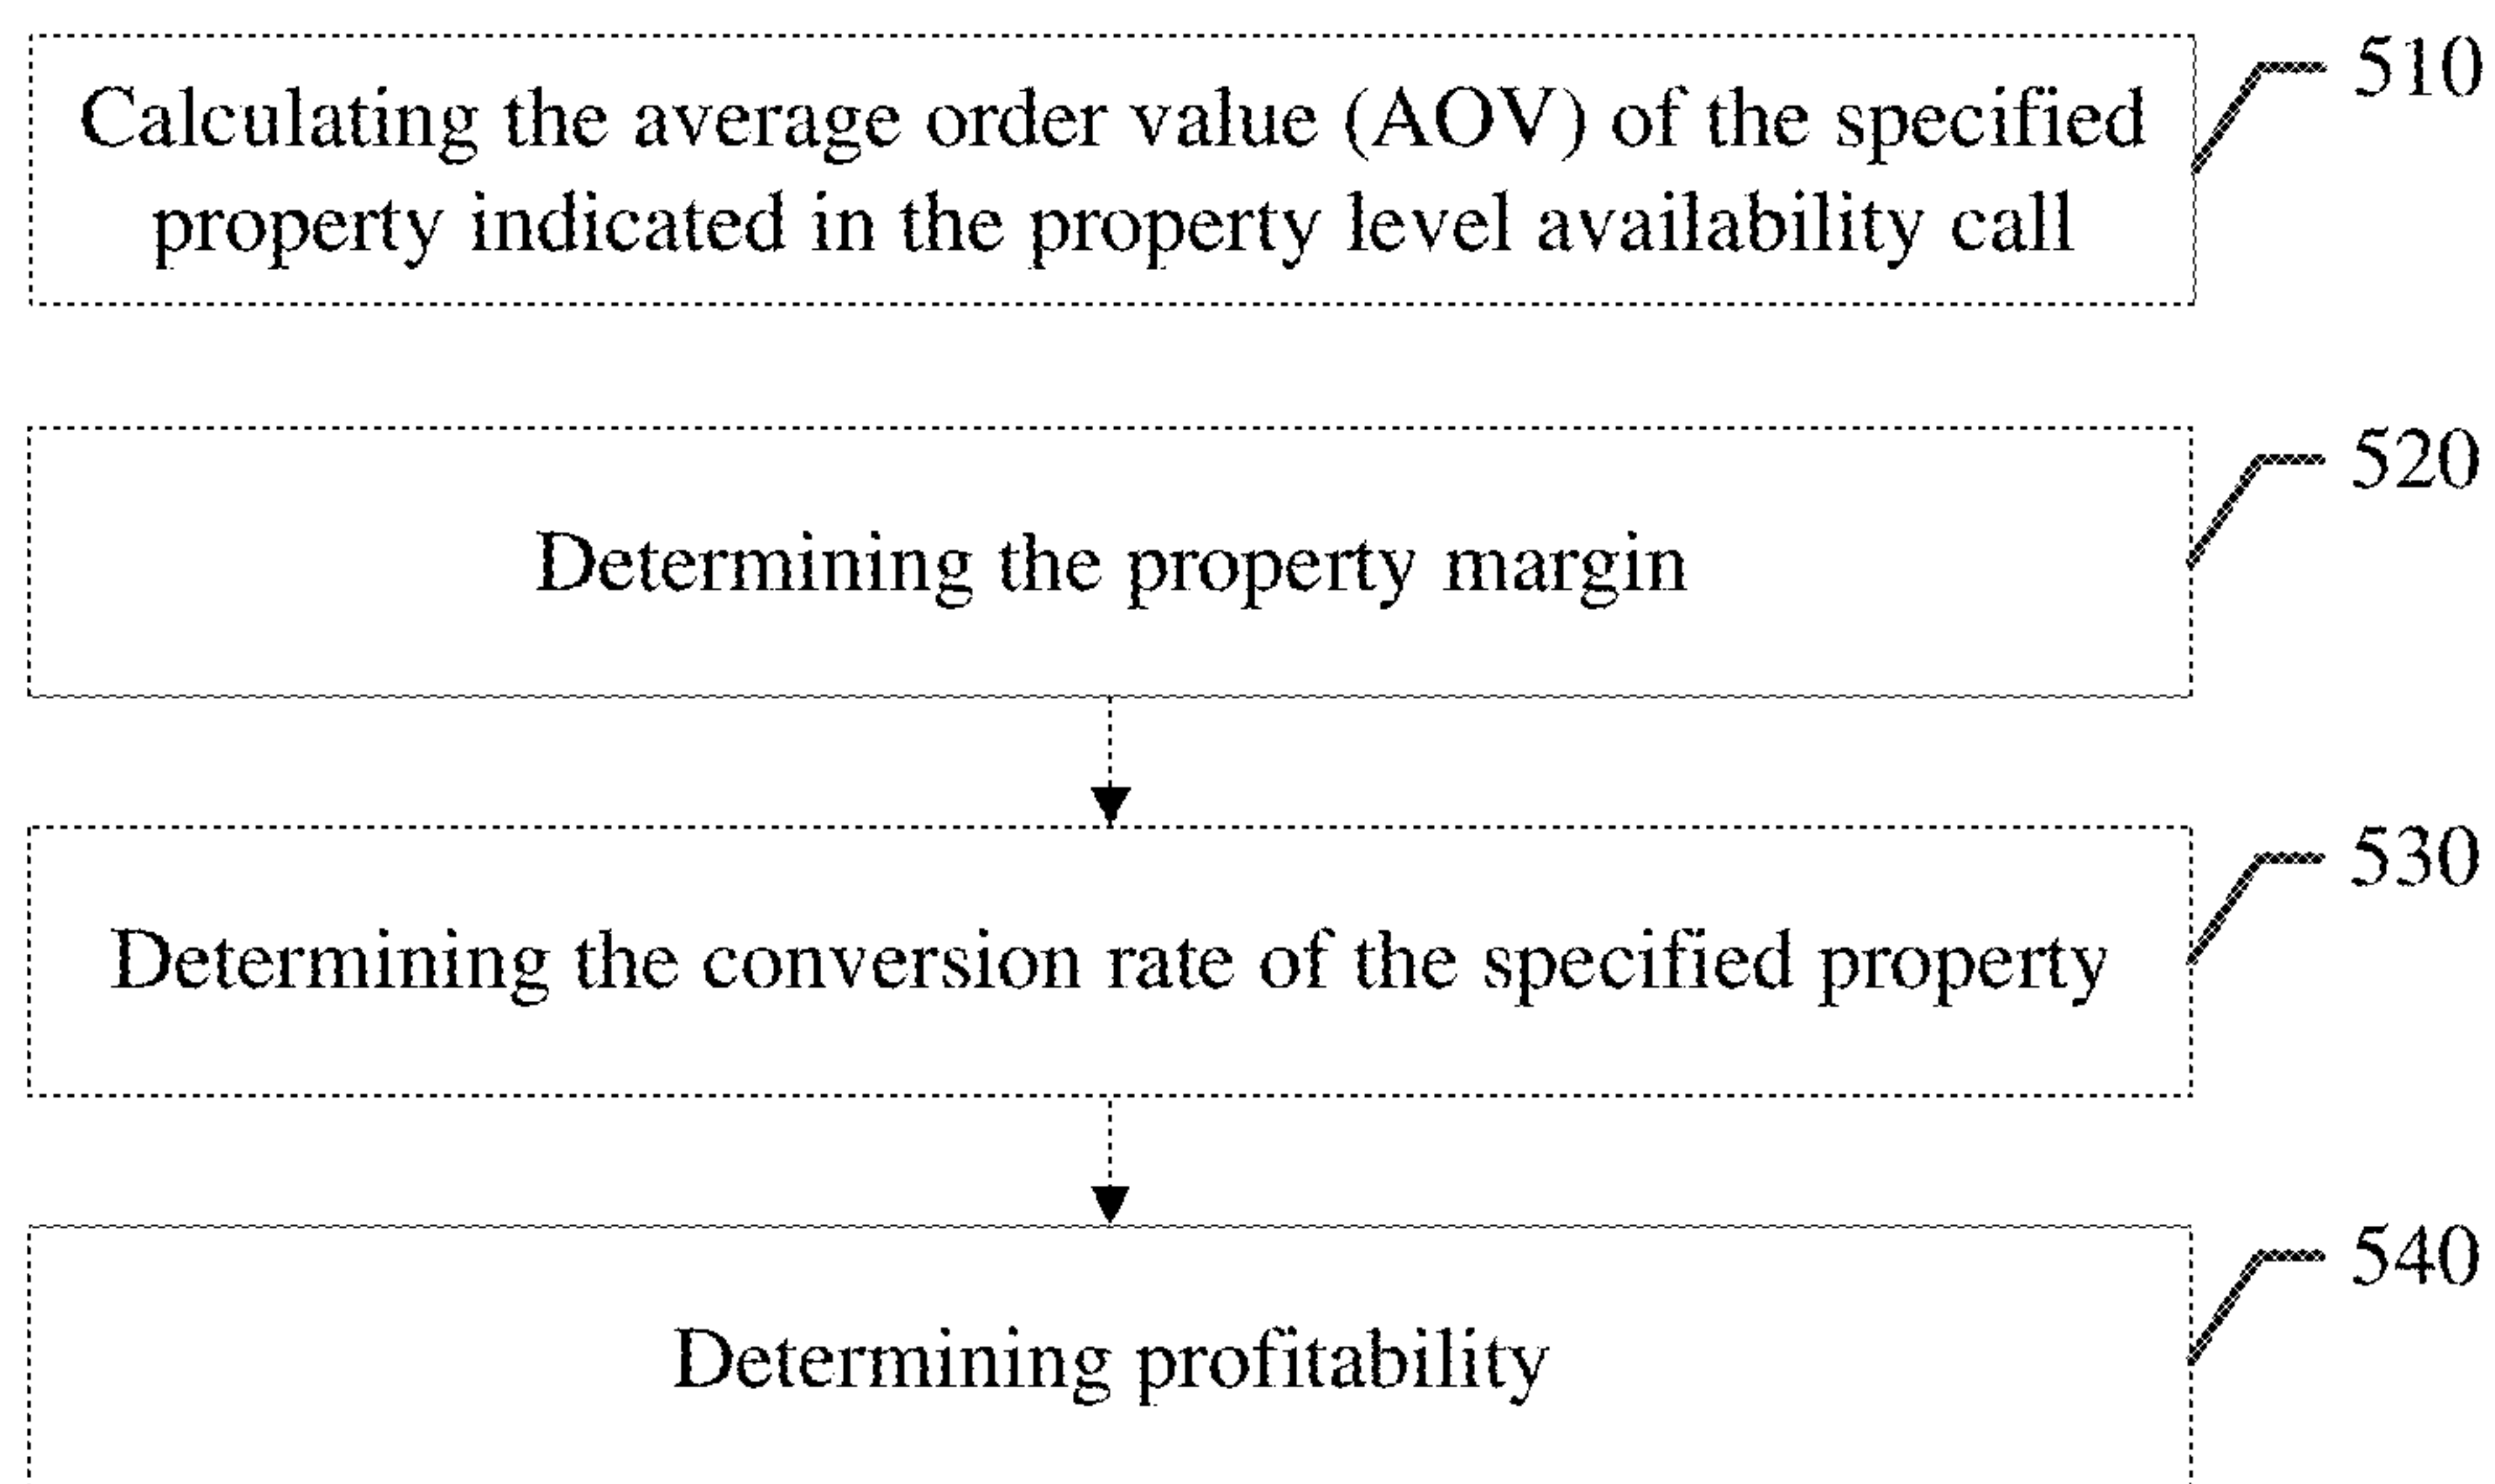 510
Calculating the average order value (AOV) of the specified
property indicated in the property level availability call
520
Determining the property margin
530
Determining the conversion rate of the specified property
540
Determining profitability